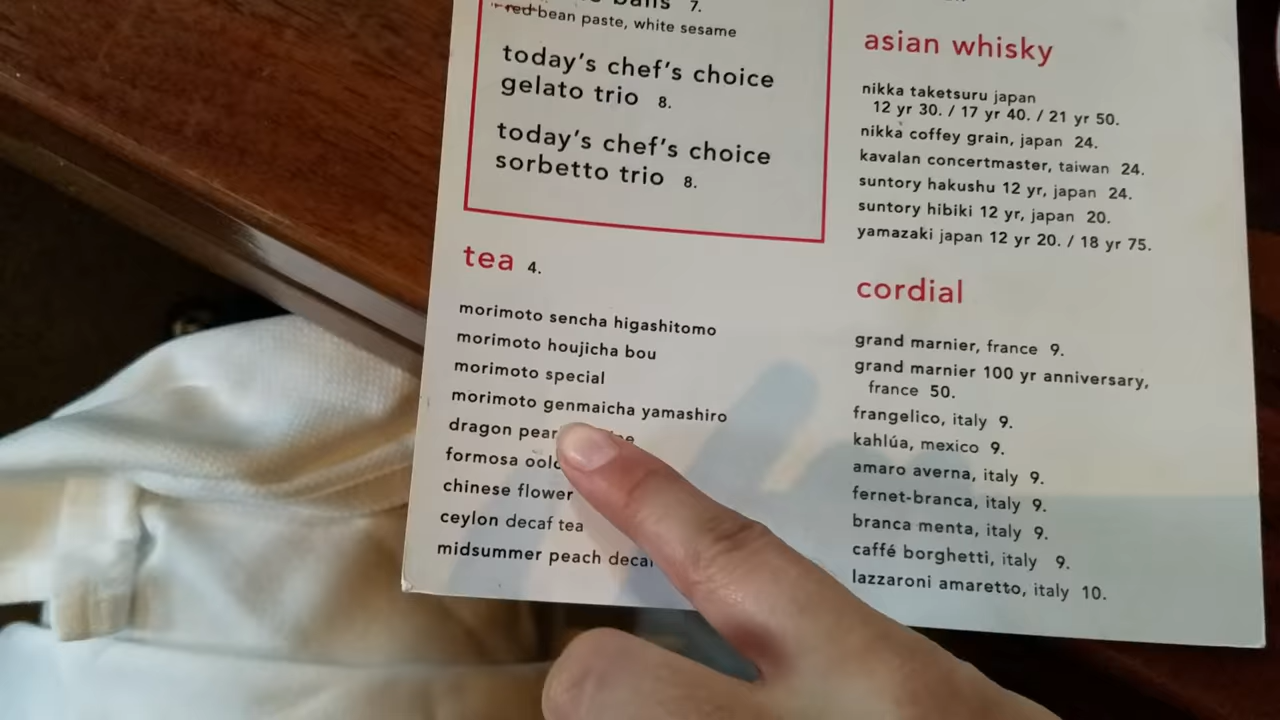 balls 7.
red bean paste, white sesame
today's chef's choice
gelato trio 8.
today's chef's choice
sorbetto trio 8.
tea 4.
morimoto sencha higashitomo
morimoto houjicha bou
morimoto special
morimoto genmaicha yamashiro
dragon
formosa
chinese flower
ceylon decaf tea
midsummer peach decaf
asian whisky
nikka taketsuru japan
12 yr 30. / 17 yr 40. / 21 yr 50.
nikka coffey grain, japan 24.
kavalan concertmaster, taiwan 24.
suntory hakushu 12 yr, japan 24.
suntory hibiki 12 yr, japan 20.
yamazaki japan 12 yr 20. / 18 yr 75.
cordial
grand marnier, france 9.
grand marnier 100 yr anniversary,
france 50.
frangelico, italy 9.
kahlúa, mexico 9.
amaro averna, italy 9.
fernet-branca, italy 9.
branca menta, italy 9.
caffé borghetti, italy 9.
lazzaroni amaretto, italy 10.